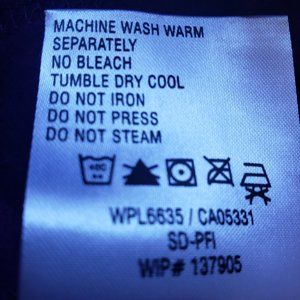 MACHINE WASH WARM
SEPARATELY
NO BLEACH
TUMBLE DRY COOL
DO NOT IRON
DO NOT PRESS
DO NOT STEAM
WPL6635 / CA05331
SD-PFI
WIP# 137905